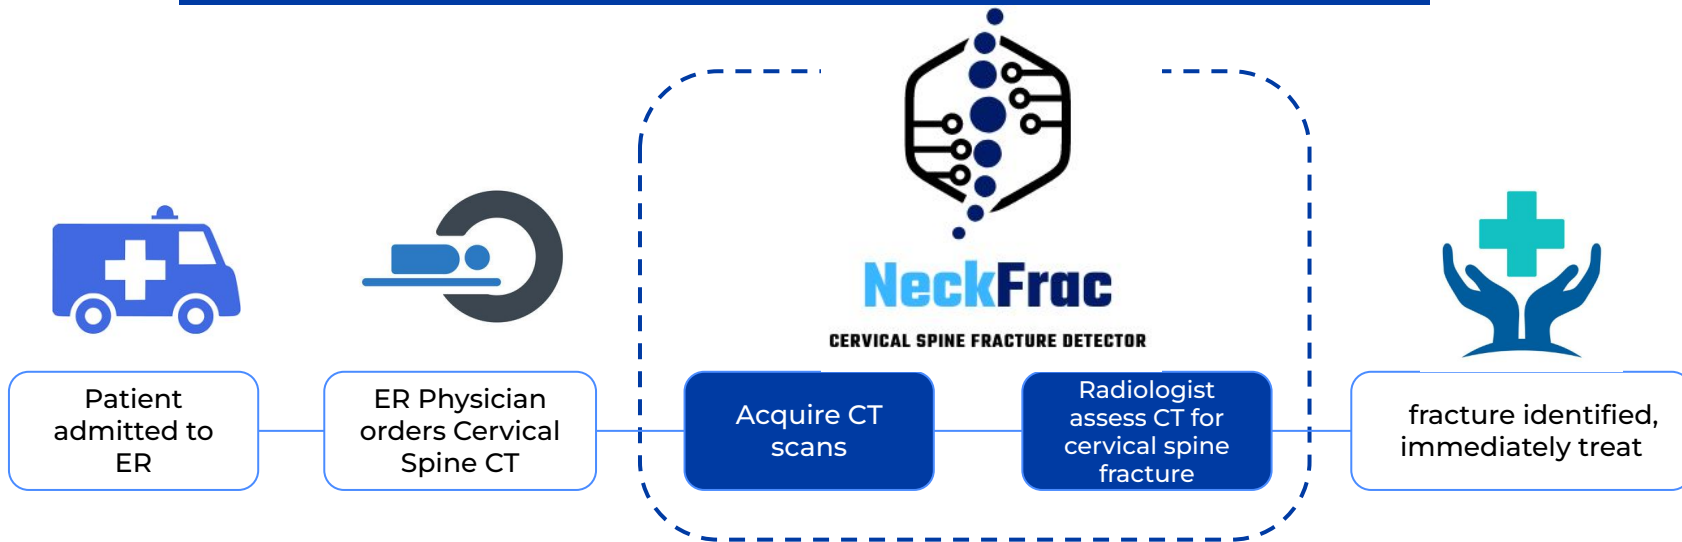 NeckFrac
CERVICAL SPINE FRACTURE DETECTOR
Patient
admitted to
ER
ER Physician
orders Cervical
Spine CT
Acquire CT
scans
Radiologist
assess CT for
cervical spine
fracture
fracture identified,
immediately treat